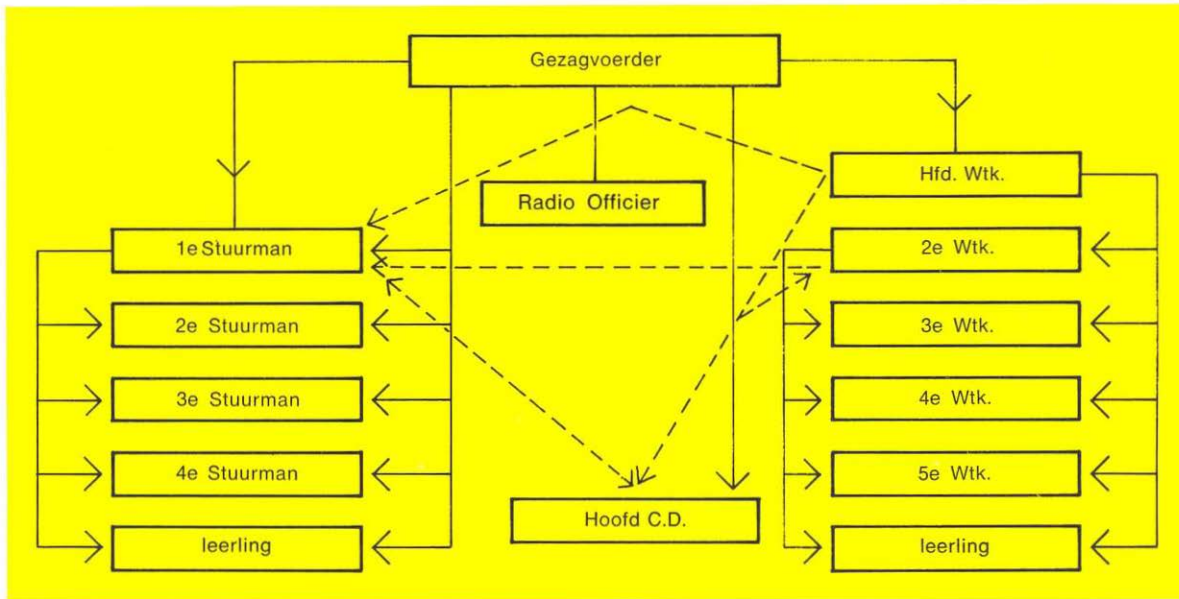 Gezagvoerder
Hfd. Wtk.
Radio Officier
1e Stuurman
2e Wtk.
2e Stuurman
3e Wtk.
3e Stuurman
4e Wtk.
4e Stuurman
5e Wtk.
Hoofd C.D.
leerling
leerling